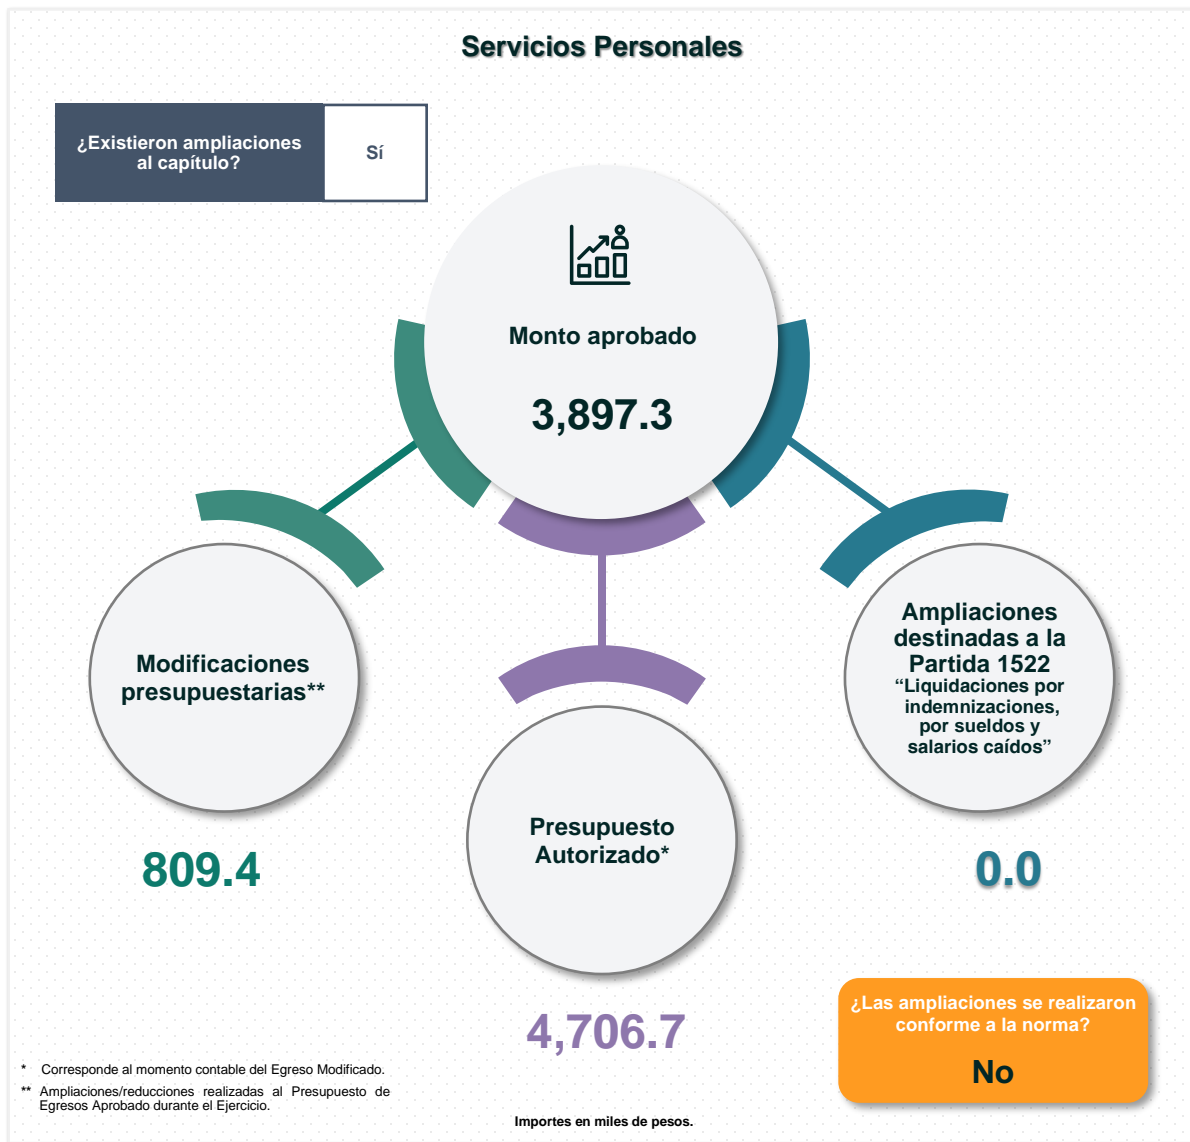 Servicios Personales
¿Existieron ampliaciones
al capítulo?
Sí
Monto aprobado
3,897.3
Modificaciones
presupuestarias**
809.4
Presupuesto
Autorizado*
4,706.7
Ampliaciones
destinadas a la
Partida 1522
“Liquidaciones por
indemnizaciones,
por sueldos y
salarios caídos”
0.0
¿Las ampliaciones se realizaron
conforme a la norma?
No
* Corresponde al momento contable del Egreso Modificado.
** Ampliaciones/reducciones realizadas al Presupuesto de
Egresos Aprobado durante el Ejercicio.
Importes en miles de pesos.